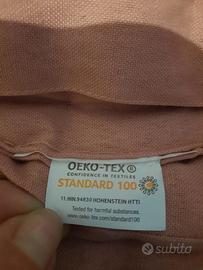 OEKO-TEX®
CONFIDENCE IN TEXTILES
STANDARD 100
11.HIN.94830 HOHENSTEIN HTTI
Tested for harmful substances.
www.oeko-tex.com/standard100
subito